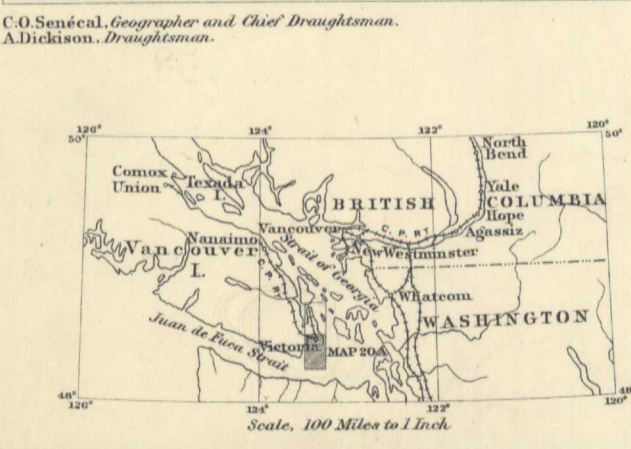 C.O.Senécal, Geographer and Chief Draughtsman.
A.Dickison, Draughtsman.
126° 124° 122° 120°
50° 50°
North
Bend
Comox
Union
Texada
I.
Yale
BRITISH
COLUMBIA
Hope
Vancouver
C. P. RY
Agassiz
Nanaimo
Strait of Georgia
New Westminster
Vancouver
I.
C. P. RY
Whatcom
WASHINGTON
Juan de Fuca Strait
Victoria
MAP 20A
48° 48°
126° 124° 122° 120°
Scale, 100 Miles to 1 Inch